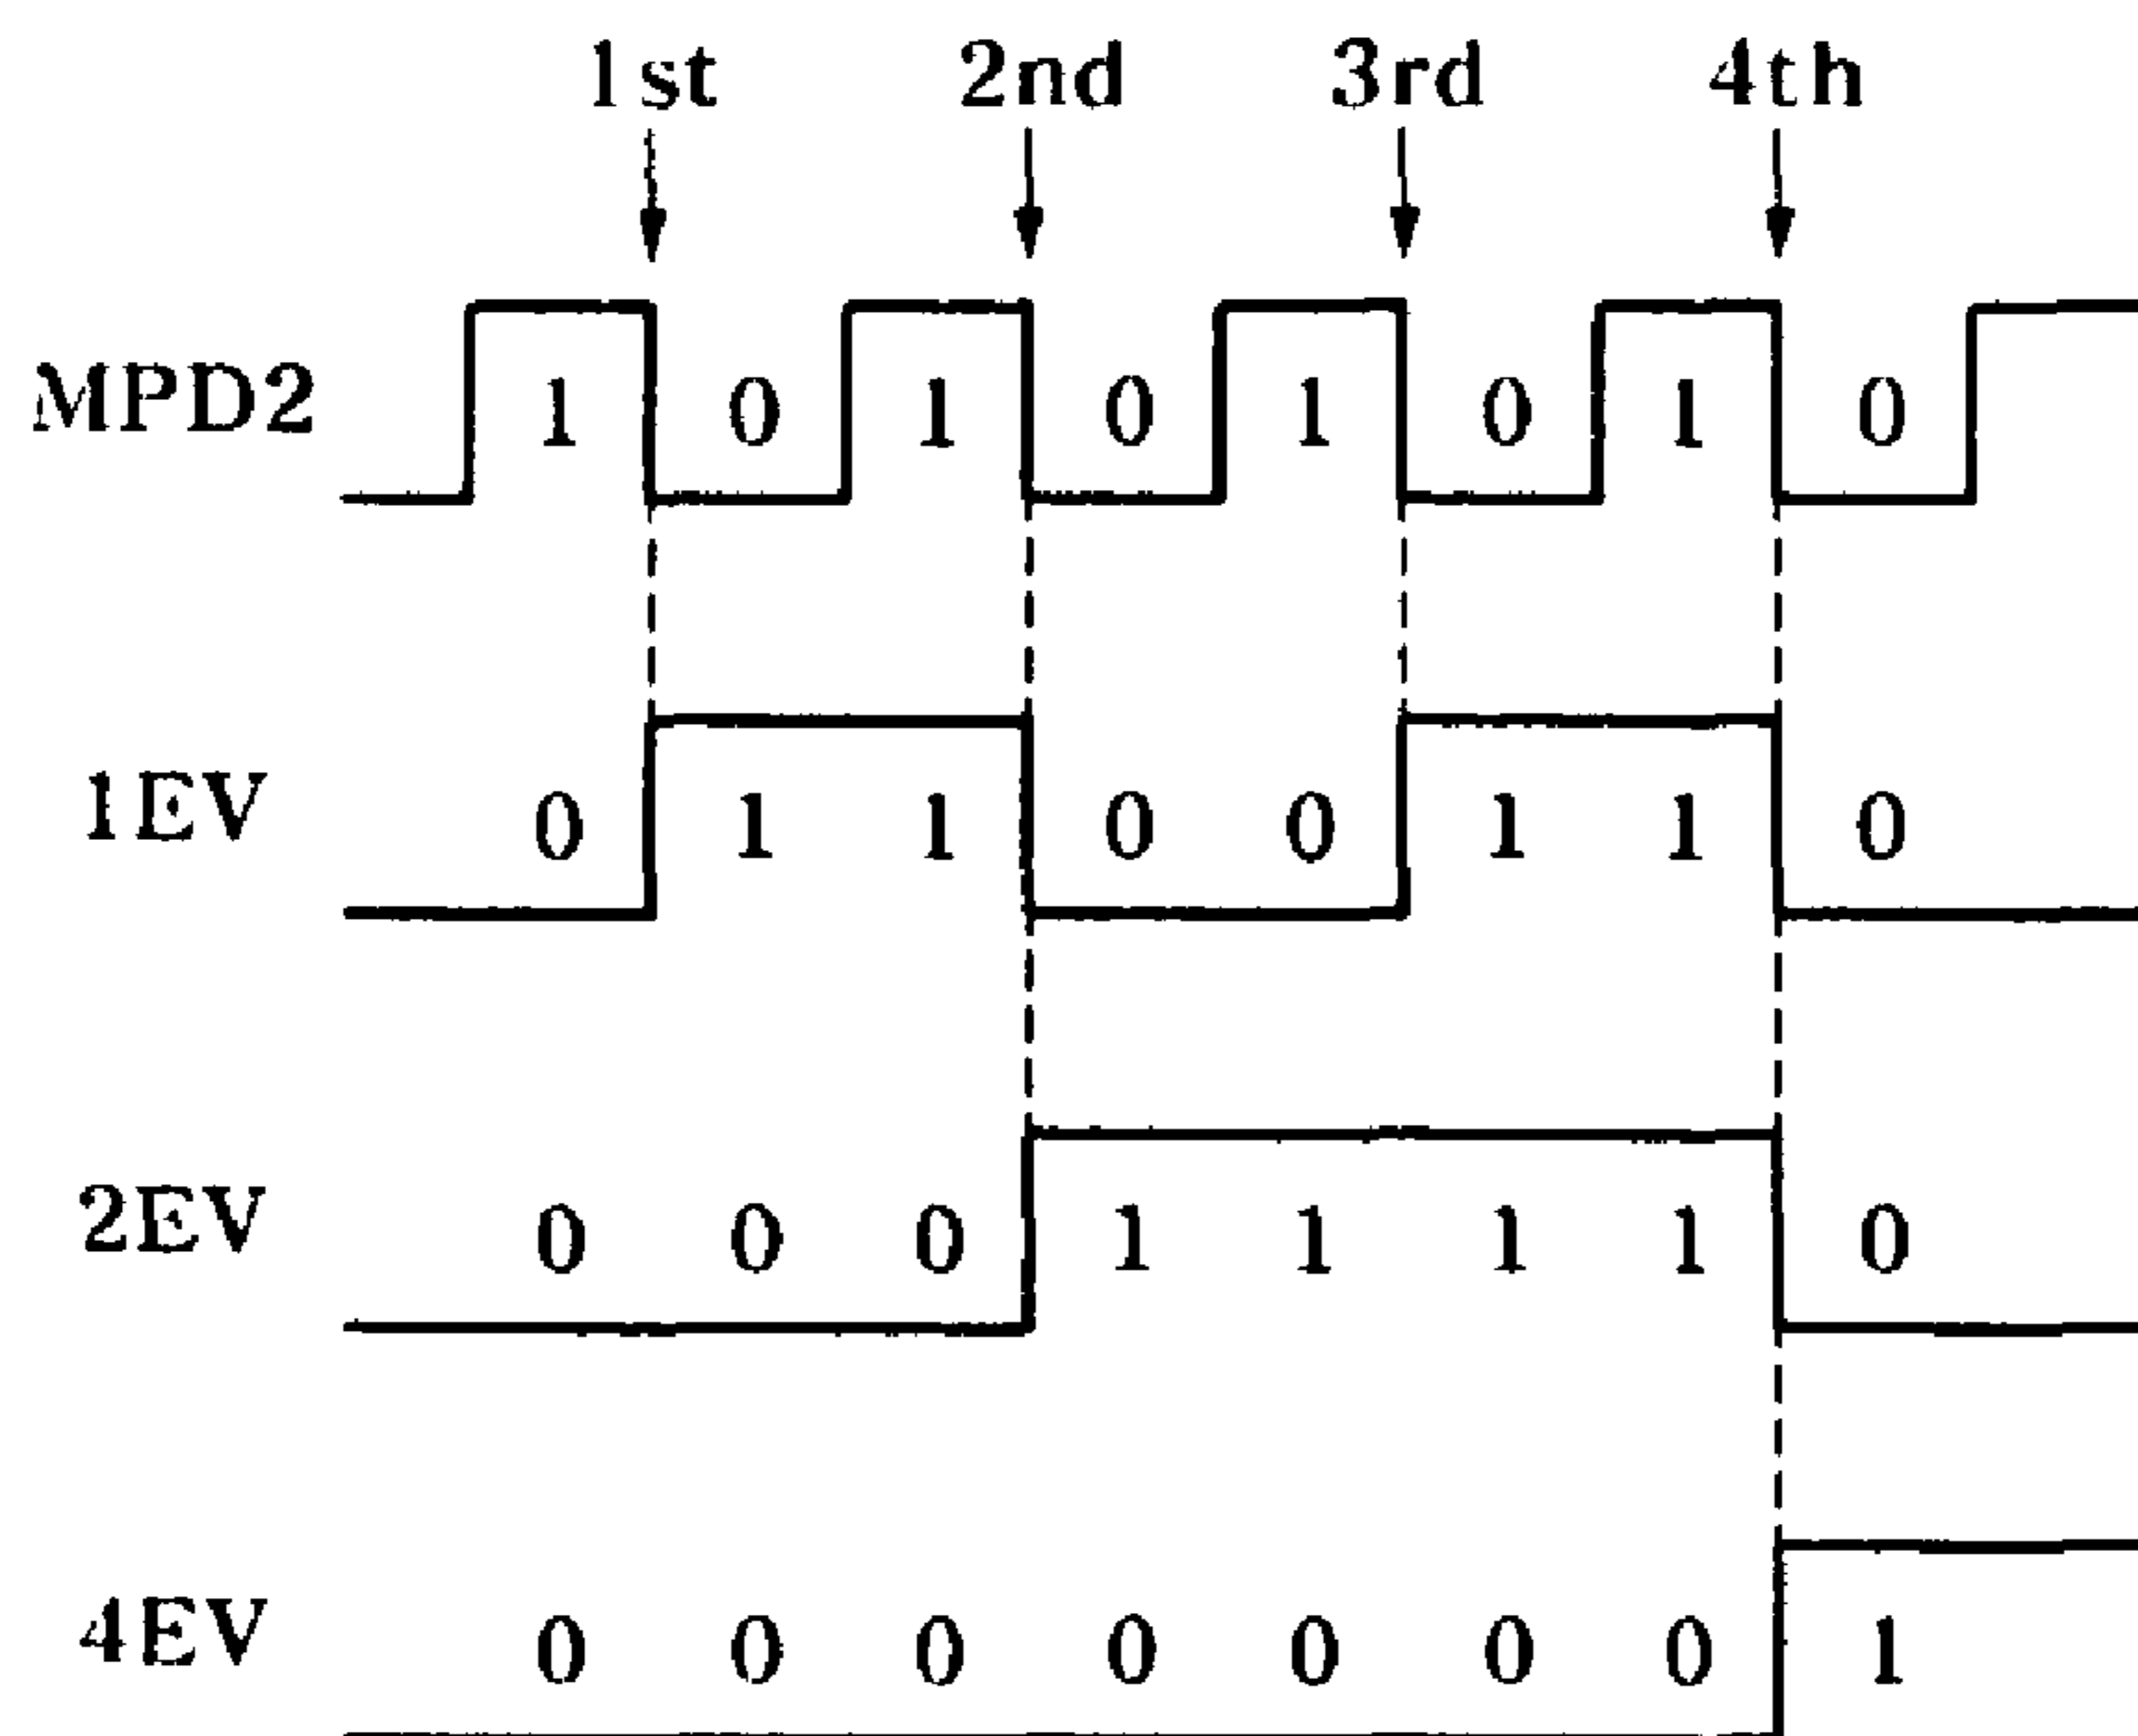 1st 2nd 3rd 4th
MPD2 1 0 1 0 1 0 1 0
1EV 0 1 1 0 0 1 1 0
2EV 0 0 0 1 1 1 1 0
4EV 0 0 0 0 0 0 0 1